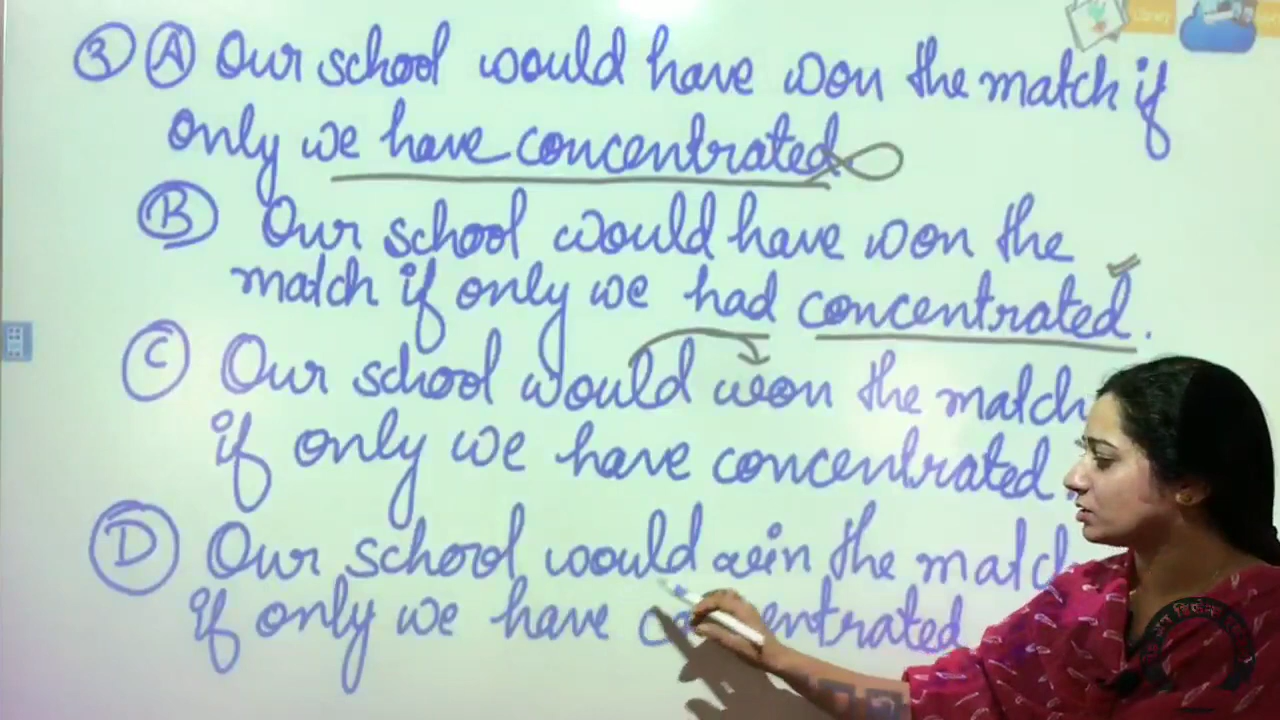 Library
③ Ⓐ Our school would have won the match if
only we have concentrated
Ⓑ Our school would have won the
match if only we had concentrated.
Ⓒ Our school would won the match
if only we have concentrated.
Ⓓ Our school would win the match
if only we have concentrated